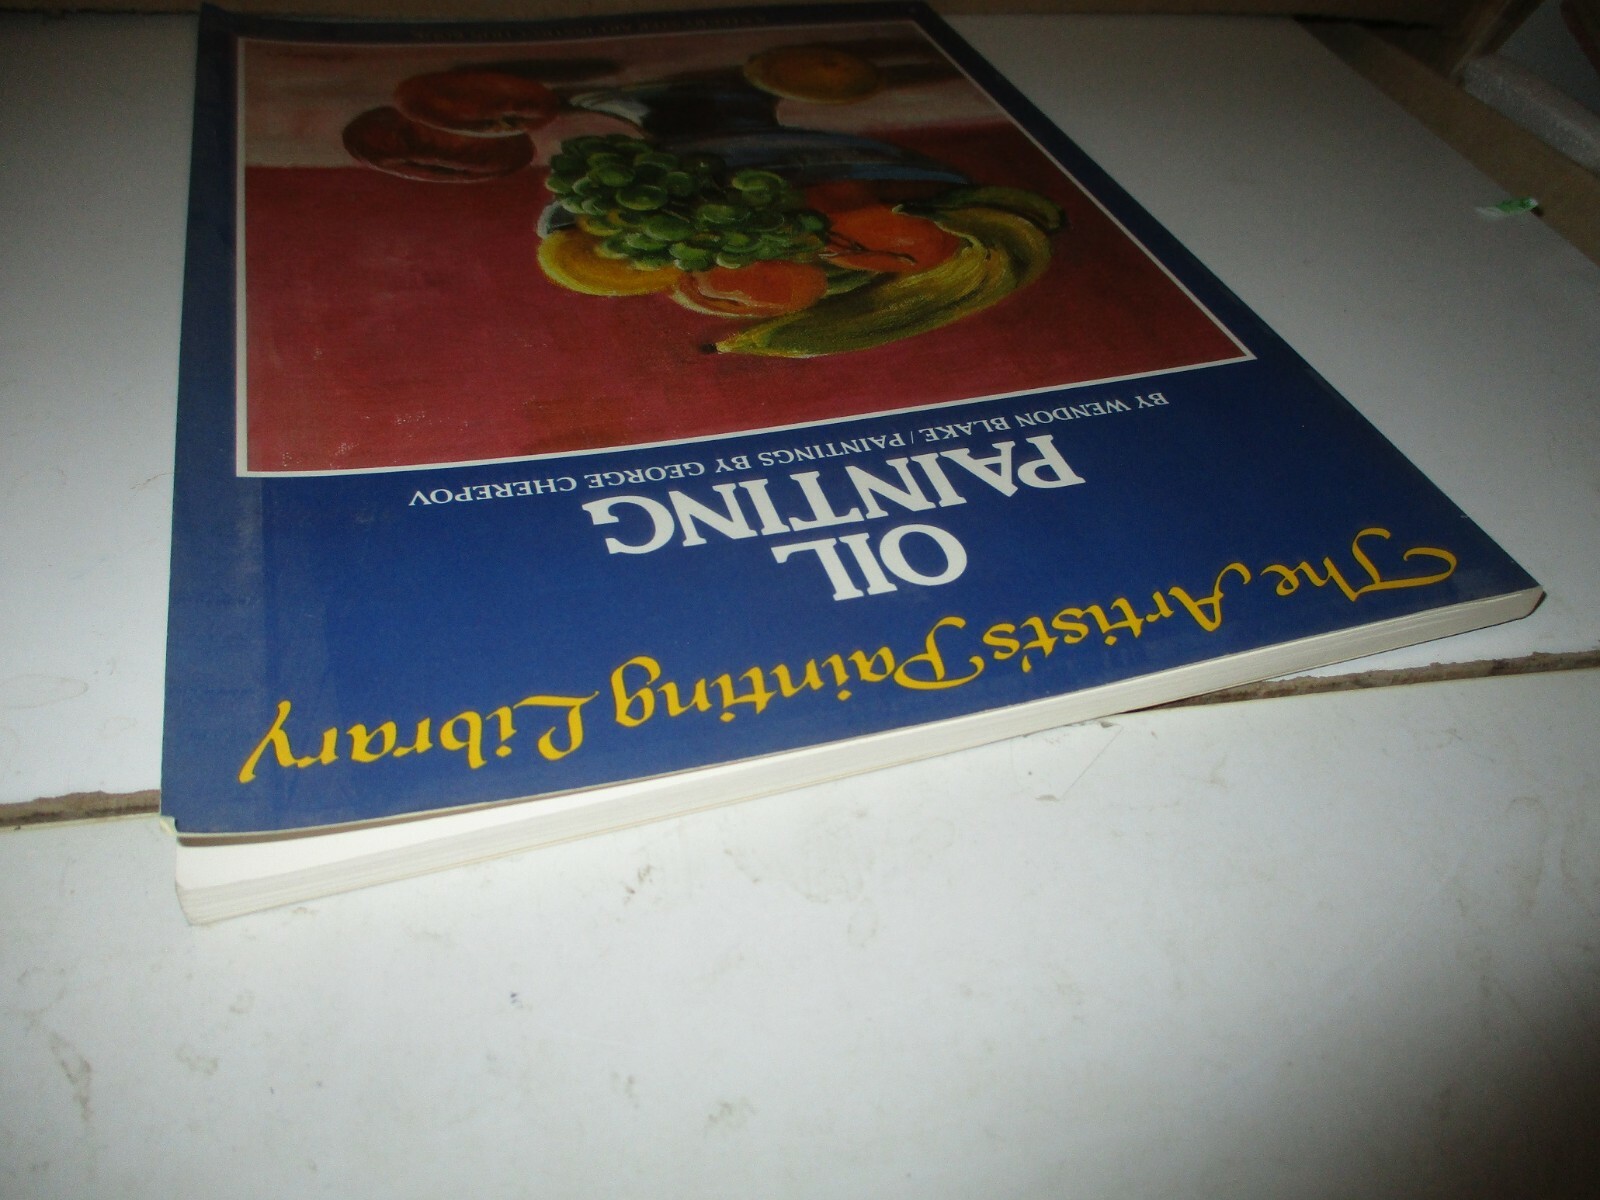 The Artist's Painting Library
OIL
PAINTING
BY WENDON BLAKE / PAINTINGS BY GEORGE CHEREPOV